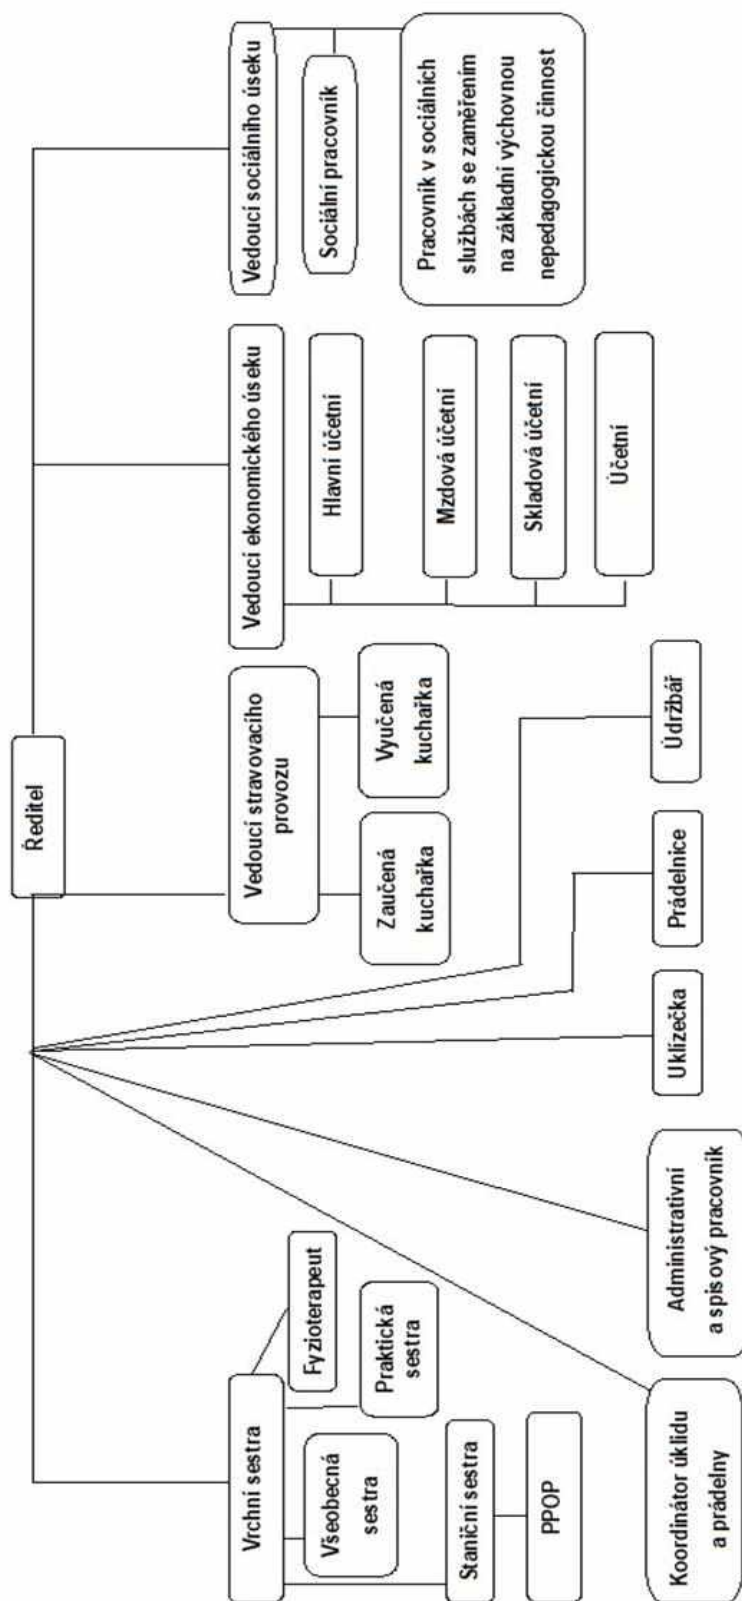 Ředitel
Vrchní sestra
Fyzioterapeut
Všeobecná
sestra
Praktická
sestra
Staniční sestra
PPOP
Koordinátor úklidu
a prádelny
Administrativní
a spisový pracovník
Uklízečka
Prádelnice
Údržbář
Vedoucí stravovacího
provozu
Zaučená
kuchařka
Vyučená
kuchařka
Vedoucí ekonomického úseku
Hlavní účetní
Mzdová účetní
Skladová účetní
Účetní
Vedoucí sociálního úseku
Sociální pracovník
Pracovník v sociálních
službách se zaměřením
na základní výchovnou
nepedagogickou činnost